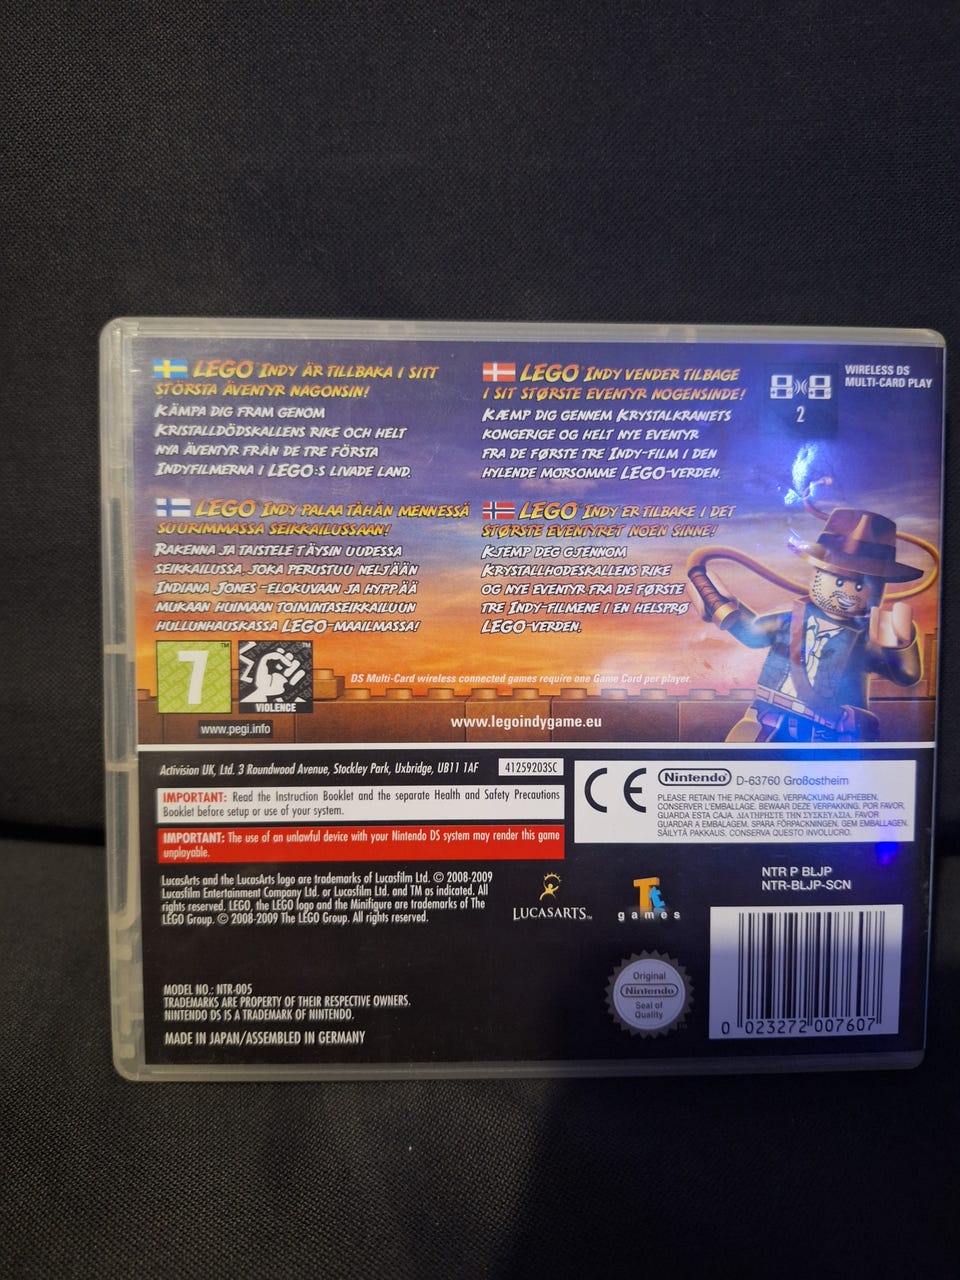 LEGO® INDY ÄR TILLBAKA I SITT
STÖRSTA ÄVENTYR NÅGONSIN!
KÄMPA DIG FRAM GENOM
KRISTALLDÖDSKALLENS RIKE OCH HELT
NYA ÄVENTYR FRÅN DE TRE FÖRSTA
INDYFILMERNA I LEGO:S LIVADE LAND.
LEGO® INDY VENDER TILBAGE
I SIT STØRSTE EVENTYR NOGENSINDE!
KÆMP DIG GENNEM KRYSTALKRANIETS
KONGERIGE OG HELT NYE EVENTYR
FRA DE FØRSTE TRE INDY-FILM I DEN
HYLENDE MORSOMME LEGO-VERDEN.
WIRELESS DS
MULTI-CARD PLAY
2
LEGO® INDY PALAA TÄHÄN MENNESSÄ
SUURIMMASSA SEIKKAILUSSAAN!
RAKENNA JA TAISTELE TÄYSIN UUDESSA
SEIKKAILUSSA, JOKA PERUSTUU NELJÄÄN
INDIANA JONES -ELOKUVAAN JA HYPPÄÄ
MUKAAN HUIMAAN TOIMINTASEIKKAILUUN
HULLUNHAUSKASSA LEGO-MAAILMASSA!
LEGO® INDY ER TILBAKE I DET
STØRSTE EVENTYRET NOEN SINNE!
KJEMP DEG GJENNOM
KRYSTALLHODESKALLENS RIKE
OG NYE EVENTYR FRA DE FØRSTE
TRE INDY-FILMENE I EN HELSPRØ
LEGO-VERDEN.
7™
™
VIOLENCE
www.pegi.info
DS Multi-Card wireless connected games require one Game Card per player.
www.legoindygame.eu
Activision UK, Ltd. 3 Roundwood Avenue, Stockley Park, Uxbridge, UB11 1AF
41259203SC
IMPORTANT: Read the Instruction Booklet and the separate Health and Safety Precautions
Booklet before setup or use of your system.
IMPORTANT: The use of an unlawful device with your Nintendo DS system may render this game
unplayable.
CE
Nintendo® D-63760 Großostheim
PLEASE RETAIN THE PACKAGING. VERPACKUNG AUFHEBEN.
CONSERVER L'EMBALLAGE. BEWAAR DEZE VERPAKKING. POR FAVOR,
GUARDA ESTA CAJA. ΔΙΑΤΗΡΗΣΤΕ ΤΗΝ ΣΥΣΚΕΥΑΣΙΑ. FAVOR
GUARDAR A EMBALAGEM. SPARA FÖRPACKNINGEN. GEM EMBALLAGEN.
SÄILYTÄ PAKKAUS. CONSERVA QUESTO INVOLUCRO.
LucasArts and the LucasArts logo are trademarks of Lucasfilm Ltd. © 2008-2009
Lucasfilm Entertainment Company Ltd. or Lucasfilm Ltd. and TM as indicated. All
rights reserved. LEGO, the LEGO logo and the Minifigure are trademarks of The
LEGO Group. © 2008-2009 The LEGO Group. All rights reserved.
LUCASARTS™
Tt
games
NTR P BLJP
NTR-BLJP-SCN
MODEL NO.: NTR-005
TRADEMARKS ARE PROPERTY OF THEIR RESPECTIVE OWNERS.
NINTENDO DS IS A TRADEMARK OF NINTENDO.
MADE IN JAPAN/ASSEMBLED IN GERMANY
Original
Nintendo®
Seal of
Quality
0 023272 007607